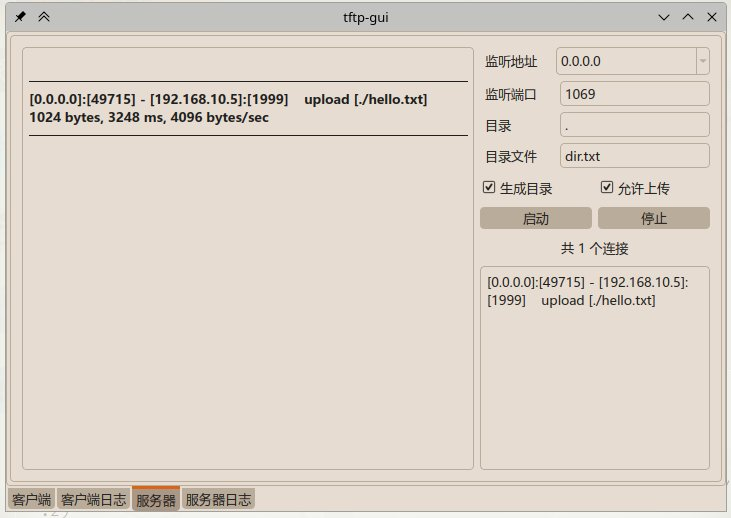 tftp-gui
[0.0.0.0]:[49715] - [192.168.10.5]:[1999] upload [./hello.txt]
1024 bytes, 3248 ms, 4096 bytes/sec
监听地址 0.0.0.0
监听端口 1069
目录 .
目录文件 dir.txt
生成目录 允许上传
启动 停止
共 1 个连接
[0.0.0.0]:[49715] - [192.168.10.5]:
[1999] upload [./hello.txt]
客户端 客户端日志 服务器 服务器日志